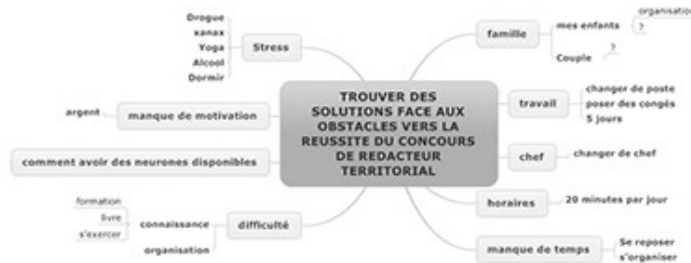 TROUVER DES
SOLUTIONS FACE AUX
OBSTACLES VERS LA
REUSSITE DU CONCOURS
DE REDACTEUR
TERRITORIAL
Stress
Drogue
xanax
Yoga
Alcool
Dormir
manque de motivation
argent
comment avoir des neurones disponibles
difficulté
connaissance
formation
livre
s'exercer
organisation
famille
mes enfants
organisation
?
Couple
?
travail
changer de poste
poser des congés
5 jours
chef
changer de chef
horaires
20 minutes par jour
manque de temps
Se reposer
s'organiser